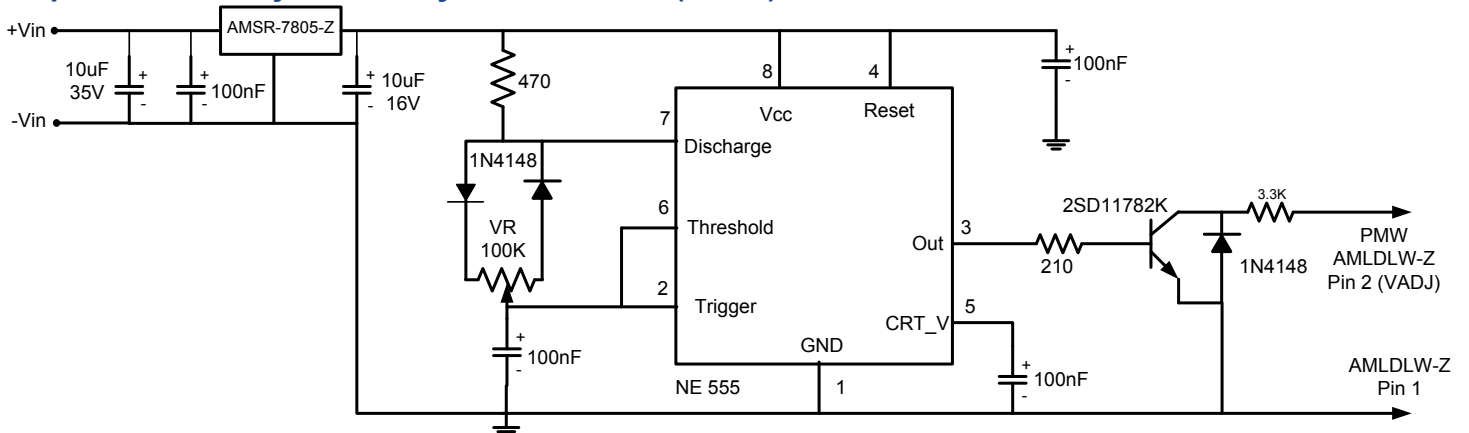 +Vin
AMSR-7805-Z
10uF
35V
+
-
+
-
100nF
+
-
10uF
16V
-Vin
470
8
4
+
-
100nF
Vcc
Reset
7
Discharge
1N4148
6
Threshold
VR
100K
2
Trigger
Out
3
210
2SD11782K
3.3K
1N4148
PMW
AMLDLW-Z
Pin 2 (VADJ)
CRT_V
5
GND
+
-
100nF
NE 555
1
+
-
100nF
AMLDLW-Z
Pin 1